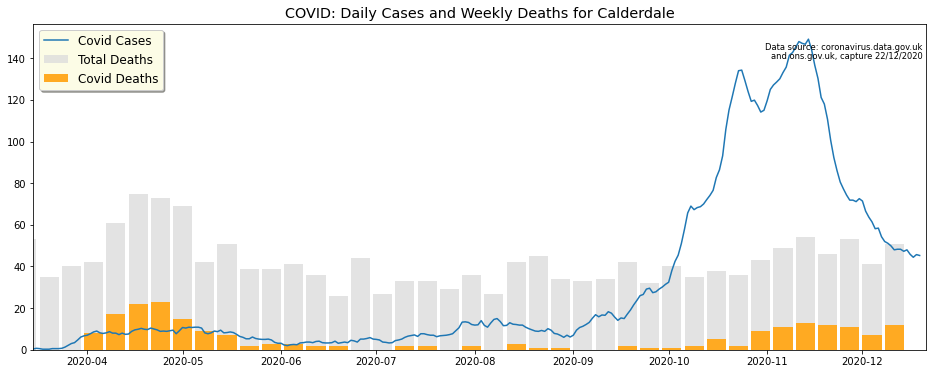 COVID: Daily Cases and Weekly Deaths for Calderdale
Covid Cases
Total Deaths
Covid Deaths
Data source: coronavirus.data.gov.uk
and ons.gov.uk, capture 22/12/2020
140
120
100
80
60
40
20
0
2020-04 2020-05 2020-06 2020-07 2020-08 2020-09 2020-10 2020-11 2020-12